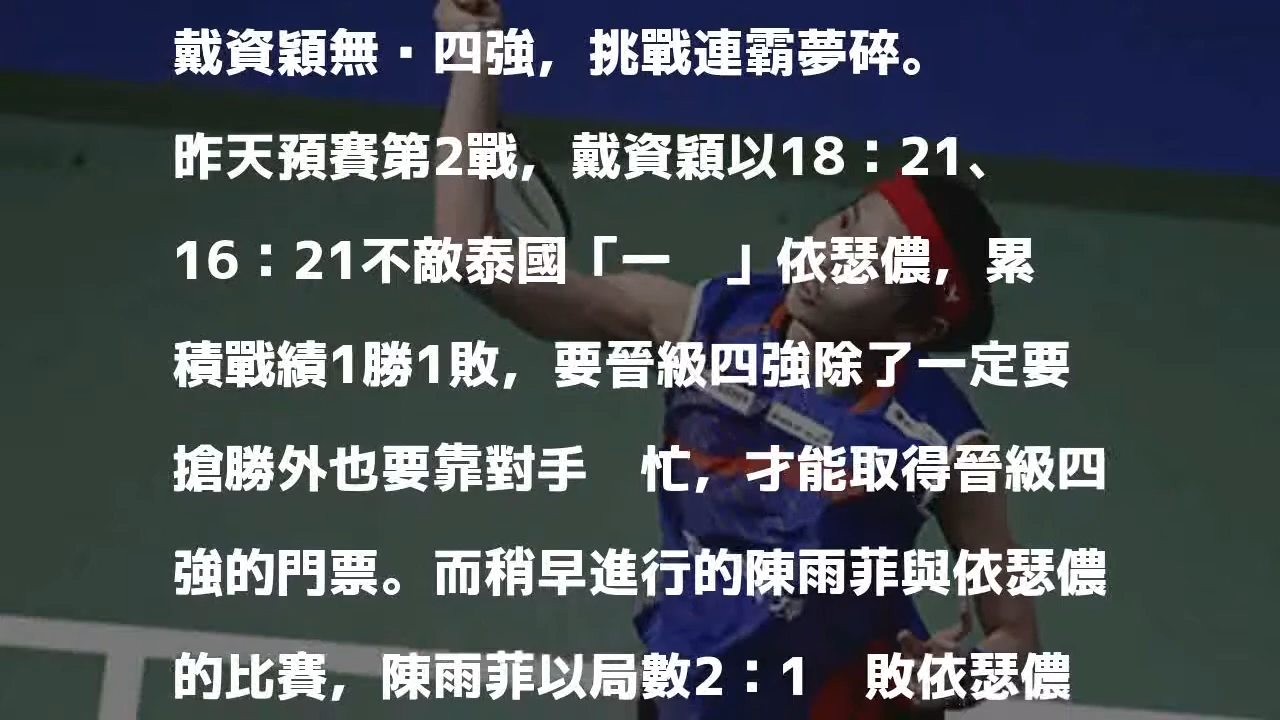 戴資穎無·四強，挑戰連霸夢碎。
昨天預賽第2戰，戴資穎以18：21、
16：21不敵泰國「一　」依瑟儂，累
積戰績1勝1敗，要晉級四強除了一定要
搶勝外也要靠對手　忙，才能取得晉級四
強的門票。而稍早進行的陳雨菲與依瑟儂
的比賽，陳雨菲以局數2：1　敗依瑟儂